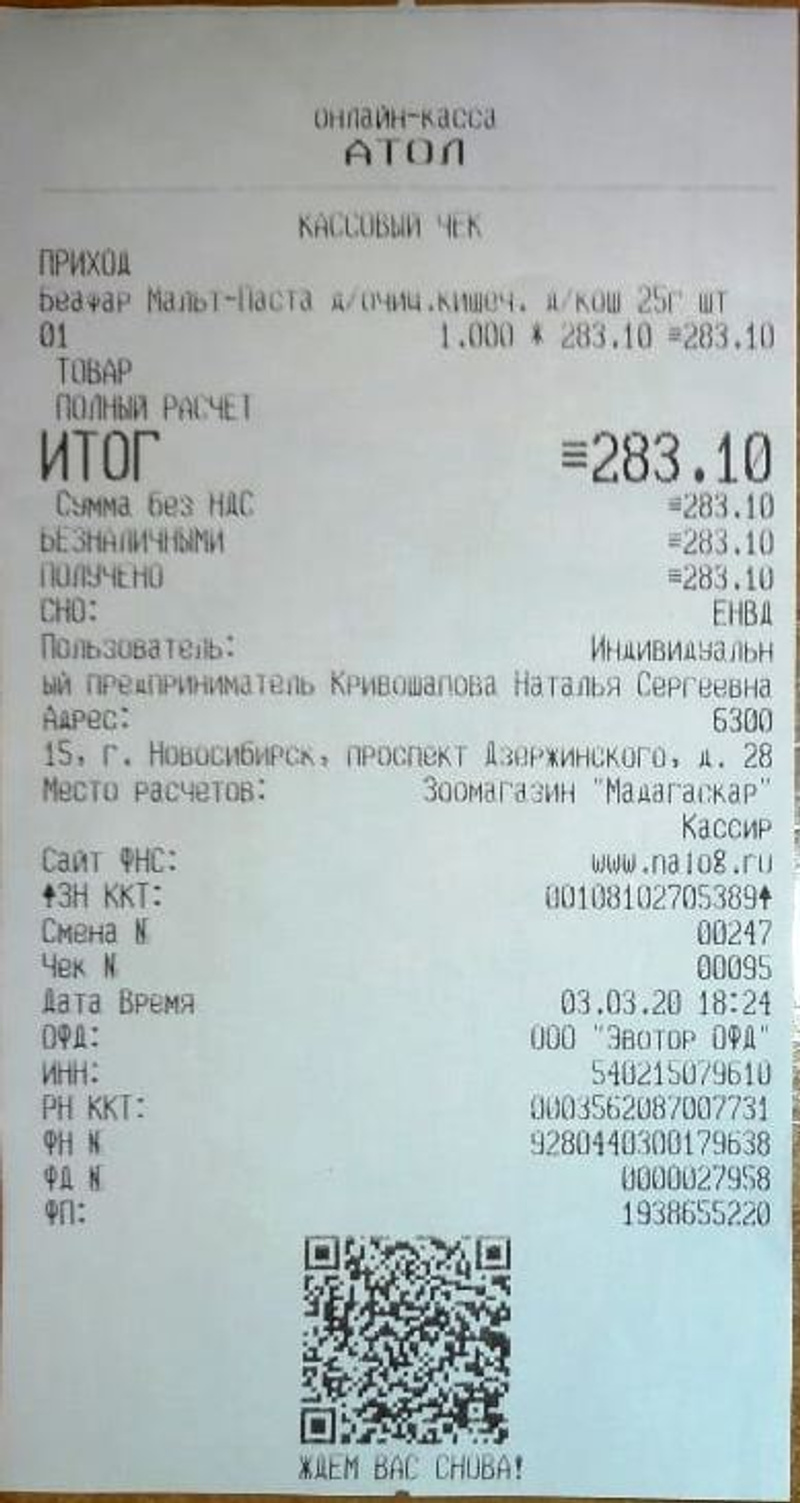 онлайн-касса
АТОЛ
КАССОВЫЙ ЧЕК
ПРИХОД
Беафар Мальт-Паста д/очищ.кишеч. д/кош 25г шт
01 1.000 * 283.10 ≡283.10
ТОВАР
ПОЛНЫЙ РАСЧЕТ
ИТОГ ≡283.10
Сумма без НДС ≡283.10
БЕЗНАЛИЧНЫМИ ≡283.10
ПОЛУЧЕНО ≡283.10
СНО: ЕНВД
Пользователь: Индивидуальн
ый предприниматель Кривошапова Наталья Сергеевна
Адрес: 6300
15, г. Новосибирск, проспект Дзержинского, д. 28
Место расчетов: Зоомагазин "Мадагаскар"
Кассир
Сайт ФНС: www.nalog.ru
↑ЗН ККТ: 00108102705389↑
Смена № 00247
Чек № 00095
Дата Время 03.03.20 18:24
ОФД: ООО "Эвотор ОФД"
ИНН: 540215079610
РН ККТ: 0003562087007731
ФН № 9280440300179638
ФД № 0000027958
ФП: 1938655220
ЖДЕМ ВАС СНОВА!